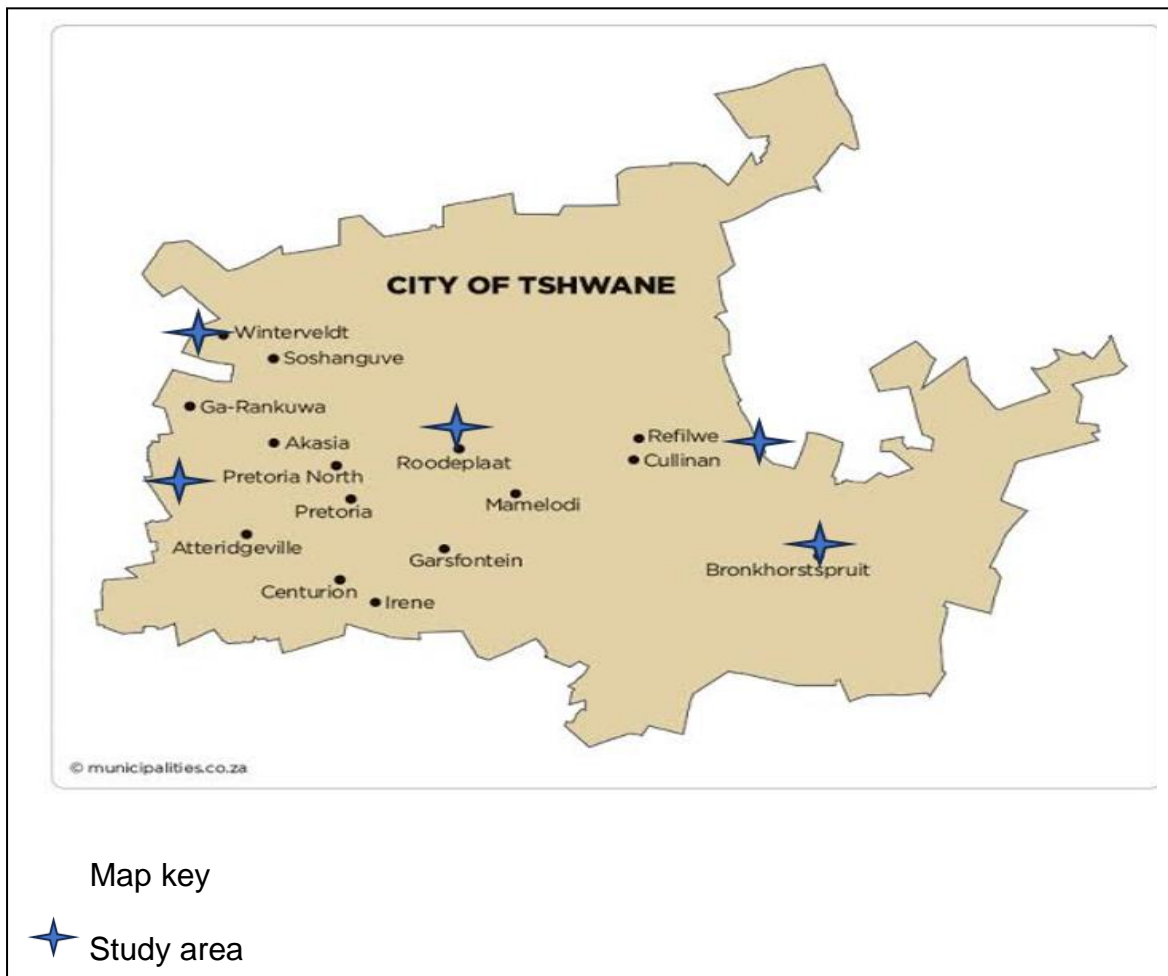 CITY OF TSHWANE
Winterveldt
Soshanguve
Ga-Rankuwa
Akasia
Refilwe
Roodeplaat
Cullinan
Pretoria North
Pretoria
Mamelodi
Atteridgeville
Garsfontein
Bronkhorstspruit
Centurion
Irene
© municipalities.co.za
Map key
Study area